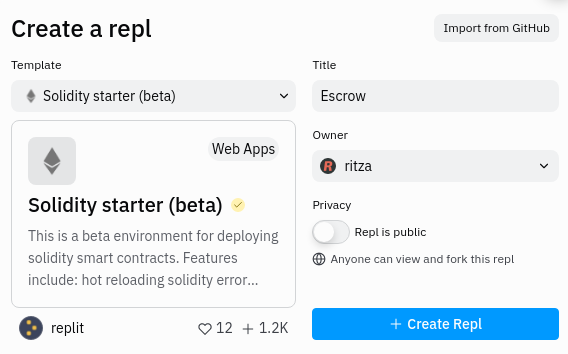 Create a repl
Import from GitHub
Template
Solidity starter (beta)
Web Apps
Solidity starter (beta)
This is a beta environment for deploying
solidity smart contracts. Features
include: hot reloading solidity error...
replit
12
+ 1.2K
Title
Escrow
Owner
R
ritza
Privacy
Repl is public
Anyone can view and fork this repl
+ Create Repl